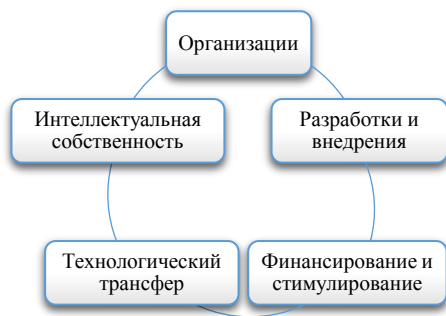 Организации
Интеллектуальная
собственность
Разработки и
внедрения
Технологический
трансфер
Финансирование и
стимулирование